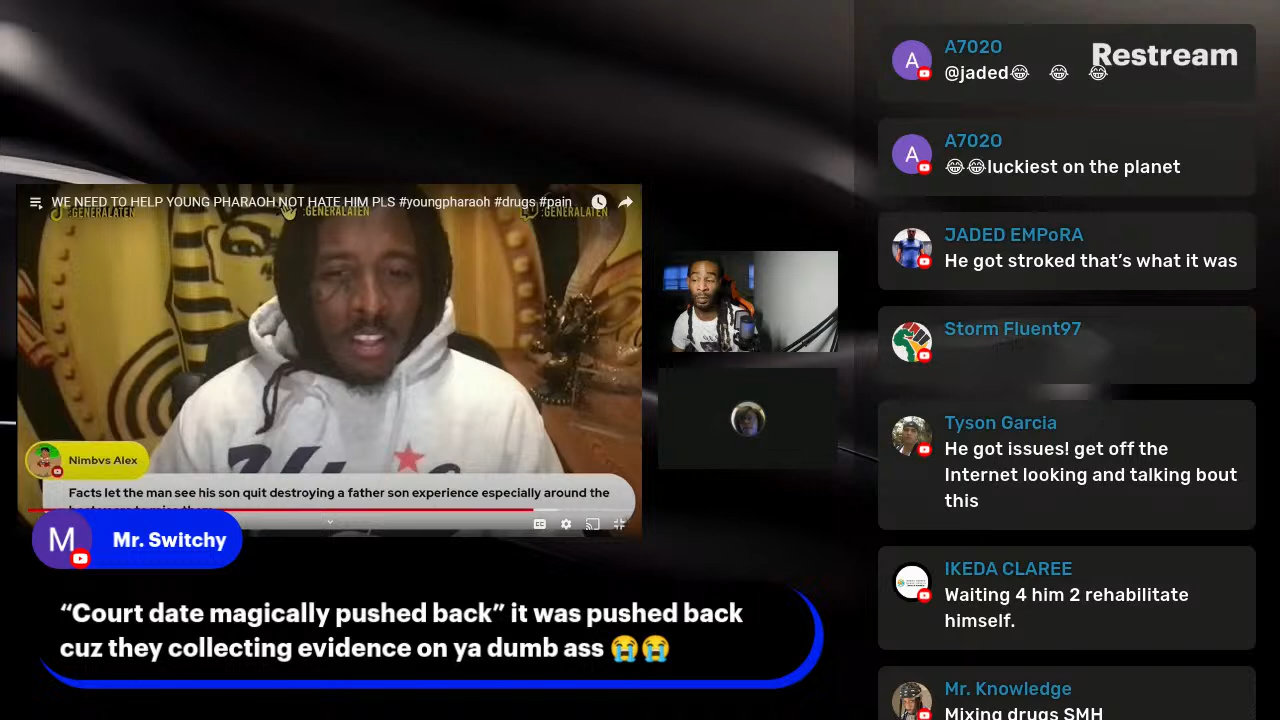 WE NEED TO HELP YOUNG PHARAOH NOT HATE HIM PLS #youngpharaoh #drugs #pain
:GENERALATEN
:GENERALATEN
:GENERALATEN
Nimbvs Alex
Facts let the man see his son quit destroying a father son experience especially around the
CC
M
Mr. Switchy
“Court date magically pushed back” it was pushed back
cuz they collecting evidence on ya dumb ass 😭😭
Restream
A
A7020
@jaded😂 😂 😂
A
A7020
😂😂luckiest on the planet
JADED EMPoRA
He got stroked that’s what it was
Storm Fluent97
Tyson Garcia
He got issues! get off the
Internet looking and talking bout
this
IKEDA CLAREE
Waiting 4 him 2 rehabilitate
himself.
Mr. Knowledge
Mixing drugs SMH